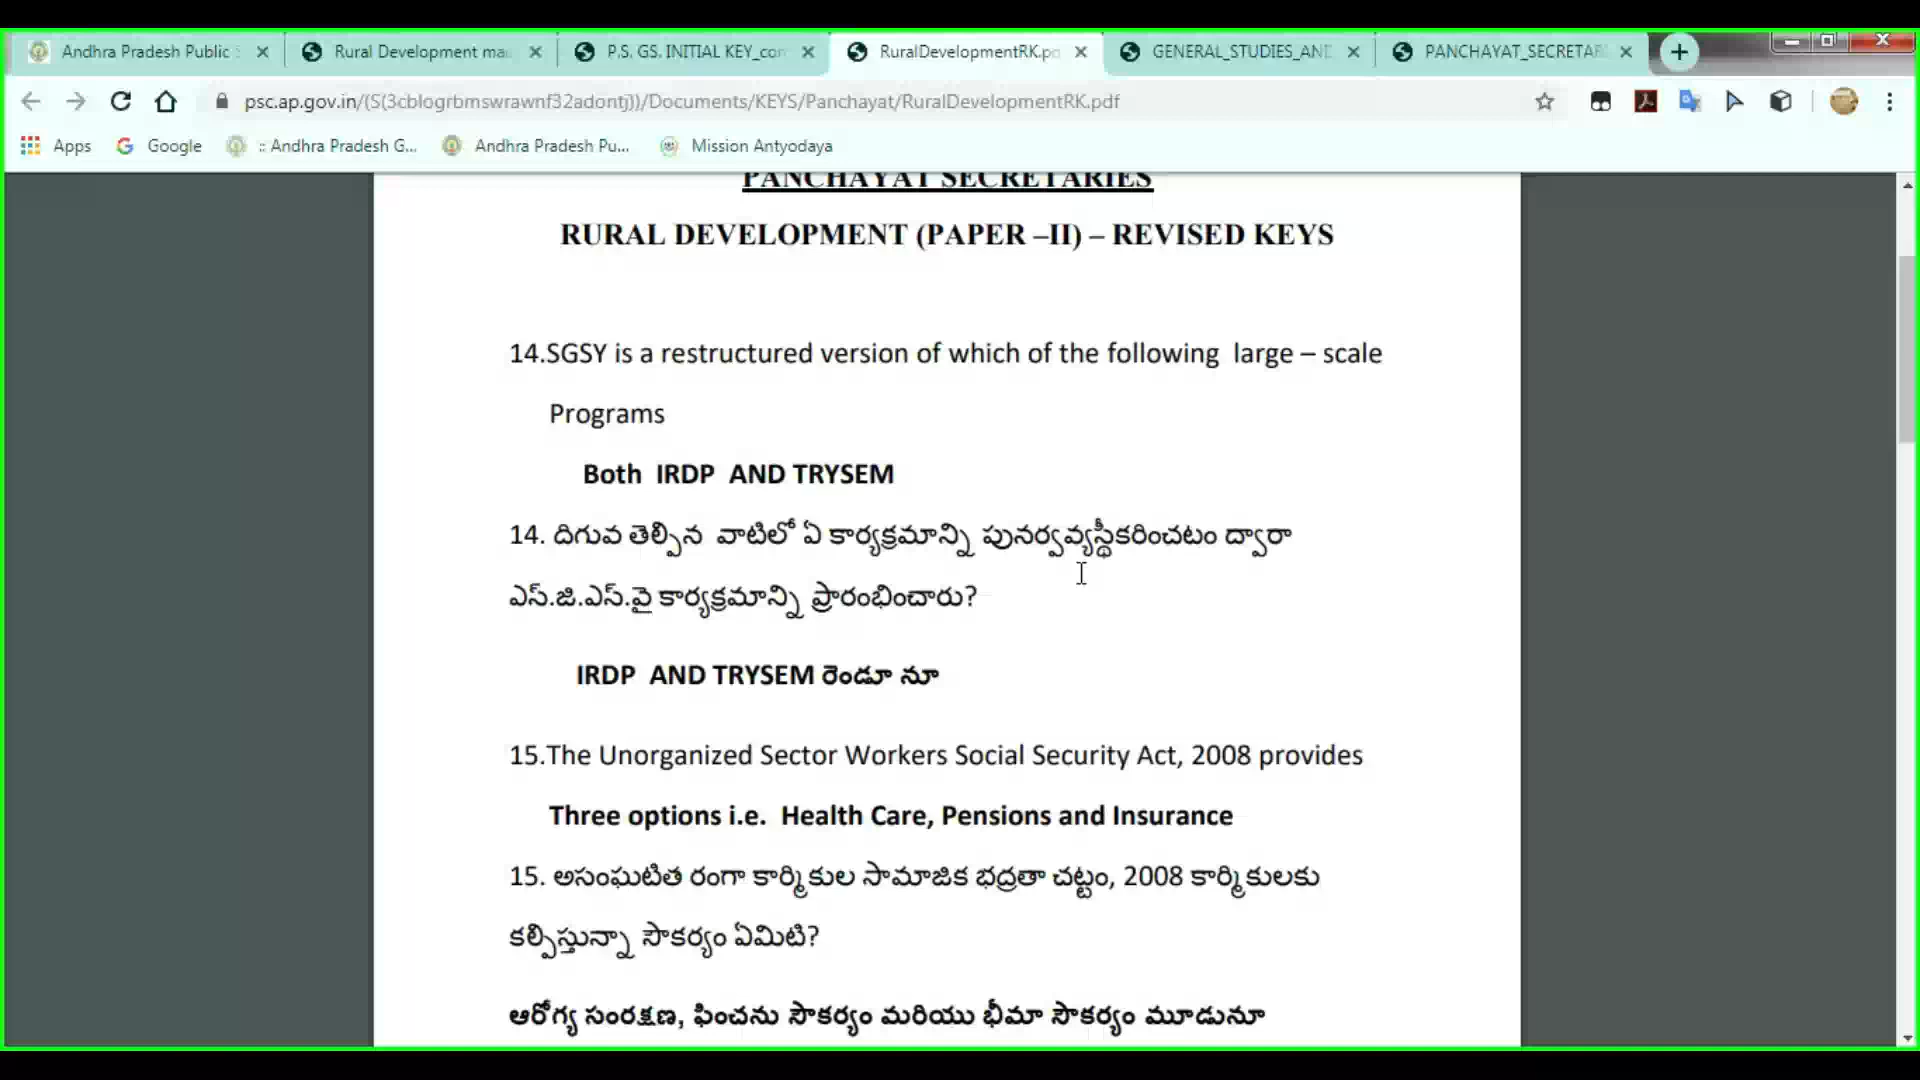 Andhra Pradesh Public S
Rural Development ma
P.S. GS. INITIAL KEY_con
RuralDevelopmentRK.po
GENERAL_STUDIES_AND
PANCHAYAT_SECRETAR
psc.ap.gov.in/(S(3cblogrbmswrawnf32adontj))/Documents/KEYS/Panchayat/RuralDevelopmentRK.pdf
Apps Google :: Andhra Pradesh G... Andhra Pradesh Pu... Mission Antyodaya
PANCHAYAT SECRETARIES
RURAL DEVELOPMENT (PAPER –II) – REVISED KEYS
14.SGSY is a restructured version of which of the following large – scale
Programs
Both IRDP AND TRYSEM
14. దిగువ తెల్పిన వాటిలో ఏ కార్యక్రమాన్ని పునర్వవ్యస్థీకరించటం ద్వారా
ఎస్.జి.ఎస్.వై కార్యక్రమాన్ని ప్రారంభించారు?
IRDP AND TRYSEM రెండూ నూ
15.The Unorganized Sector Workers Social Security Act, 2008 provides
Three options i.e. Health Care, Pensions and Insurance
15. అసంఘటిత రంగా కార్మికుల సామాజిక భద్రతా చట్టం, 2008 కార్మికులకు
కల్పిస్తున్నా సౌకర్యం ఏమిటి?
ఆరోగ్య సంరక్షణ, ఫించను సౌకర్యం మరియు భీమా సౌకర్యం మూడునూ